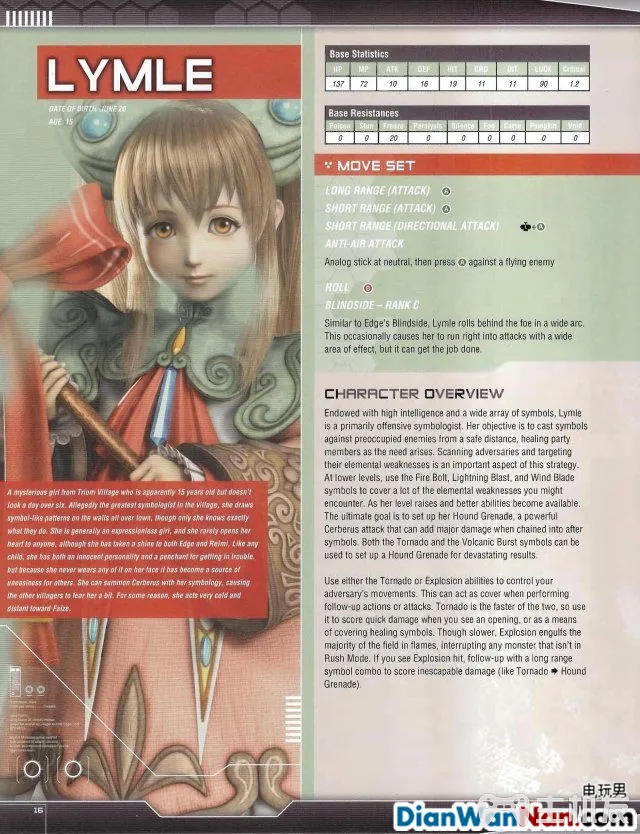 LYMLE
DATE OF BIRTH: JUNE 20
AGE: 15
A mysterious girl from Triom Village who is apparently 15 years old but doesn't
look a day over six. Allegedly the greatest symbologist in the village, she draws
symbol-like patterns on the walls all over town, though only she knows exactly
what they do. She is generally an expressionless girl, and she rarely opens her
heart to anyone, although she has taken a shine to both Edge and Reimi. Like any
child, she has both an innocent personality and a penchant for getting in trouble,
but because she never wears any of it on her face it has become a source of
uneasiness for others. She can summon Cerberus with her symbology, causing
the other villagers to fear her a bit. For some reason, she acts very cold and
distant toward Faize.
16
Base Statistics
HP MP ATK DEF HIT GRD INT LUCK Critical
137 72 10 16 19 11 11 90 1.2
Base Resistances
Poison Stun Freeze Paralysis Silence Fog Curse Pumpkin Void
0 0 20 0 0 0 0 0 0
MOVE SET
LONG RANGE (ATTACK) A
SHORT RANGE (ATTACK) A
SHORT RANGE (DIRECTIONAL ATTACK) +A
ANTI-AIR ATTACK
Analog stick at neutral, then press A against a flying enemy
ROLL B
BLINDSIDE – RANK C
Similar to Edge's Blindside, Lymle rolls behind the foe in a wide arc.
This occasionally causes her to run right into attacks with a wide
area of effect, but it can get the job done.
CHARACTER OVERVIEW
Endowed with high intelligence and a wide array of symbols, Lymle
is a primarily offensive symbologist. Her objective is to cast symbols
against preoccupied enemies from a safe distance, healing party
members as the need arises. Scanning adversaries and targeting
their elemental weaknesses is an important aspect of this strategy.
At lower levels, use the Fire Bolt, Lightning Blast, and Wind Blade
symbols to cover a lot of the elemental weaknesses you might
encounter. As her level raises and better abilities become available.
The ultimate goal is to set up her Hound Grenade, a powerful
Cerberus attack that can add major damage when chained into after
symbols. Both the Tornado and the Volcanic Burst symbols can be
used to set up a Hound Grenade for devastating results.
Use either the Tornado or Explosion abilities to control your
adversary's movements. This can act as cover when performing
follow-up actions or attacks. Tornado is the faster of the two, so use
it to score quick damage when you see an opening, or as a means
of covering healing symbols. Though slower, Explosion engulfs the
majority of the field in flames, interrupting any monster that isn't in
Rush Mode. If you see Explosion hit, follow-up with a long range
symbol combo to score inescapable damage (like Tornado ➡ Hound
Grenade).
电玩男
DianWanNan.com